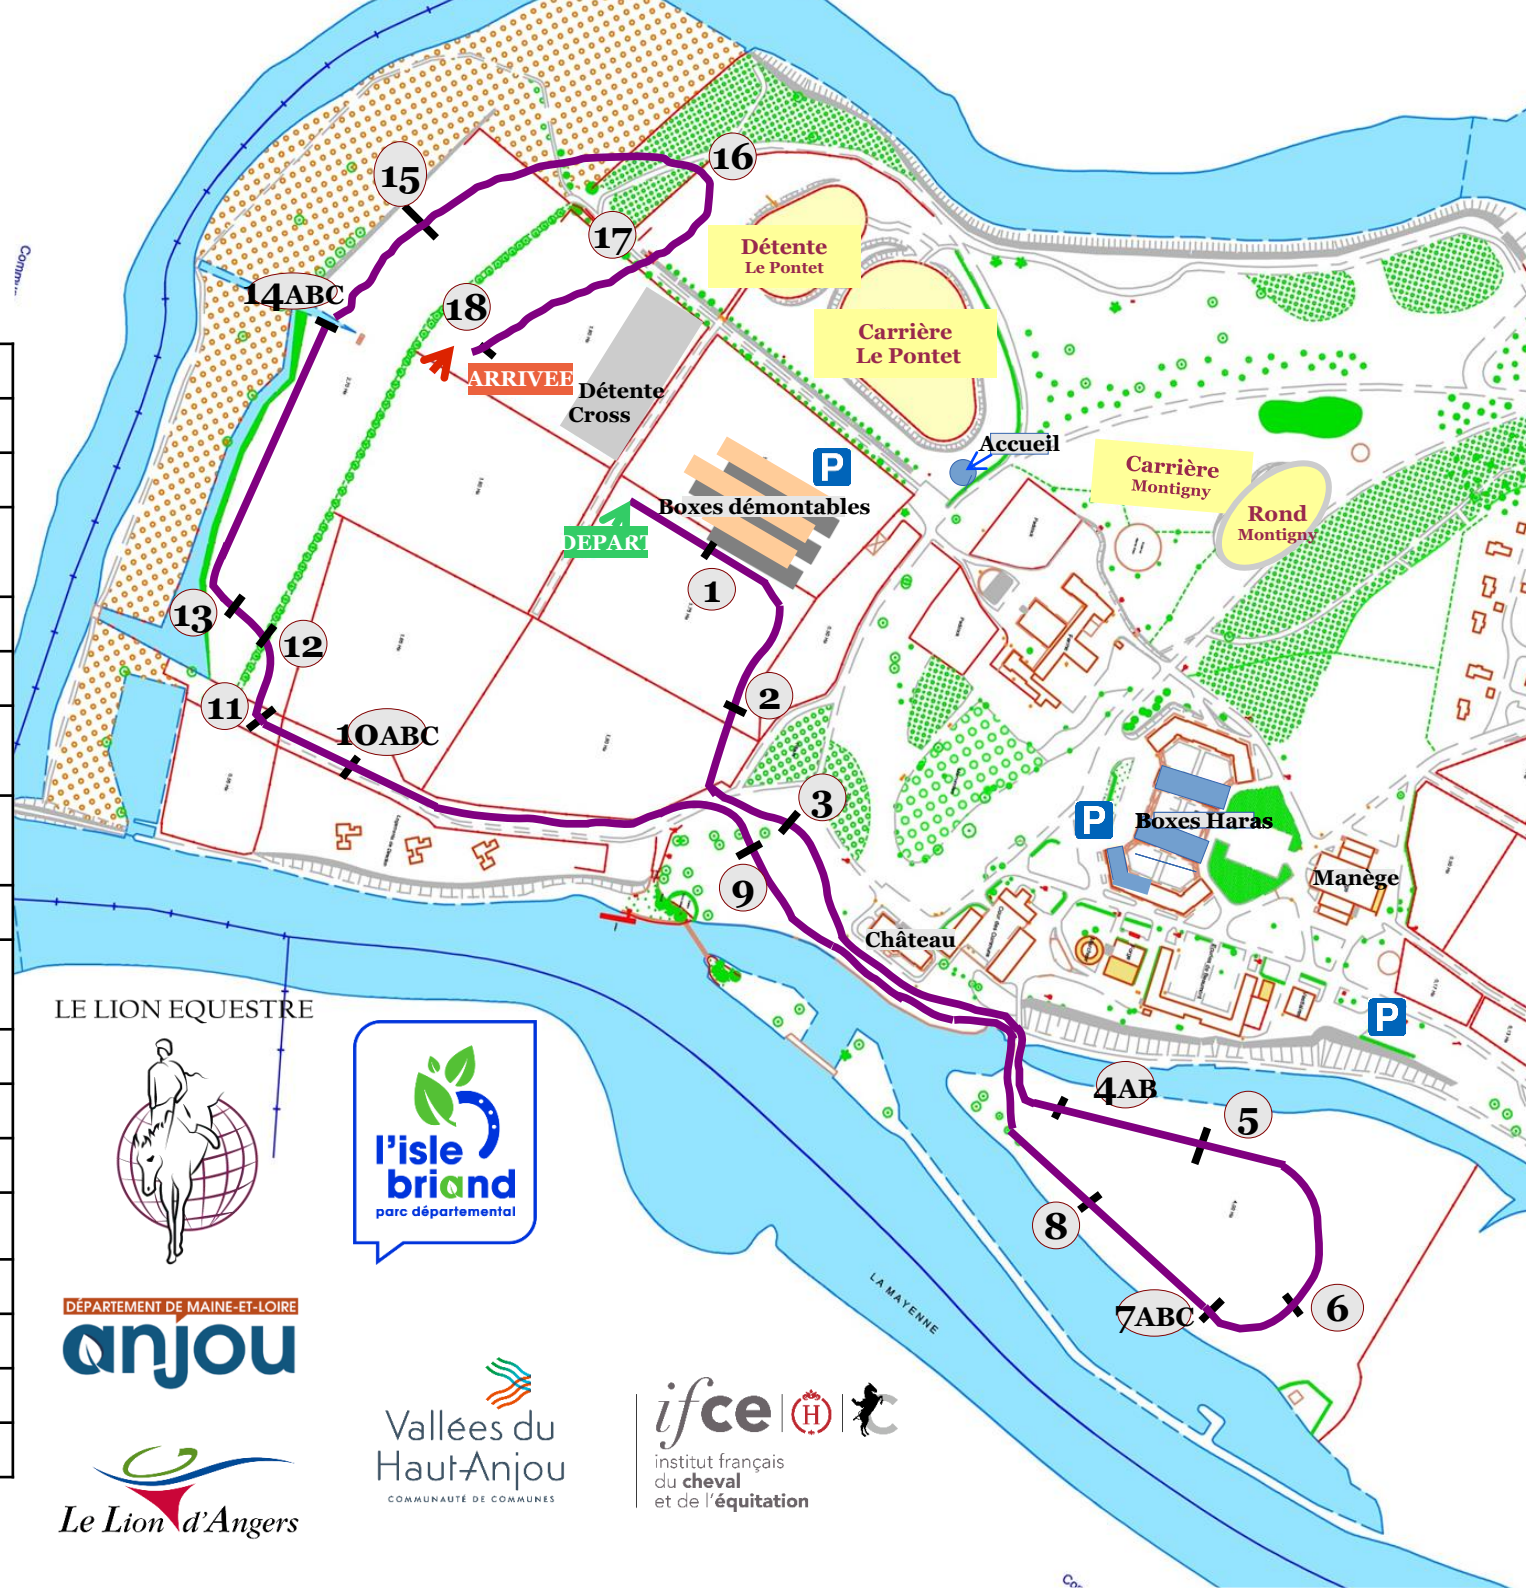 16
15
17
Détente
Le Pontet
14ABC
18
Carrière
Le Pontet
ARRIVEE
Détente
Cross
Accueil
P
Carrière
Montigny
Boxes démontables
Rond
Montigny
DEPART
1
13
12
2
11
10ABC
3
P
Boxes Haras
9
Manège
Château
P
LE LION EQUESTRE
4AB
5
l'isle
briand
parc départemental
8
6
7ABC
LA MAYENNE
DÉPARTEMENT DE MAINE-ET-LOIRE
anjou
Vallées du
Haut-Anjou
COMMUNAUTÉ DE COMMUNES
ifce
H
C
institut français
du cheval
et de l'équitation
Le Lion d'Angers